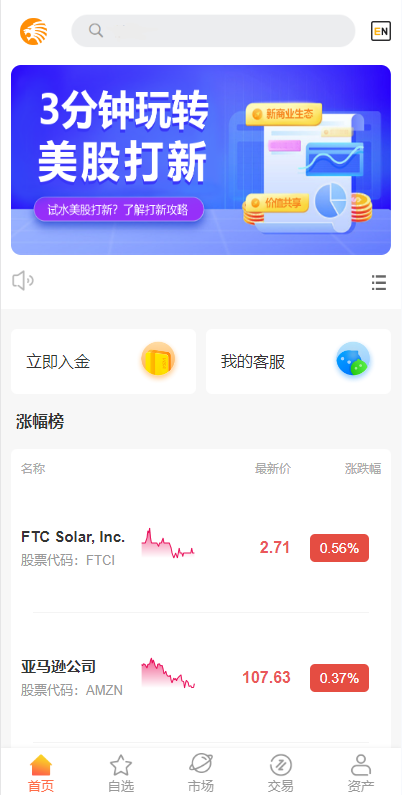 EN
3分钟玩转
美股打新
试水美股打新？了解打新攻略
新商业生态
价值共享
立即入金
我的客服
涨幅榜
名称 最新价 涨跌幅
FTC Solar, Inc.
股票代码：FTCI
2.71 0.56%
亚马逊公司
股票代码：AMZN
107.63 0.37%
首页 自选 市场 交易 资产